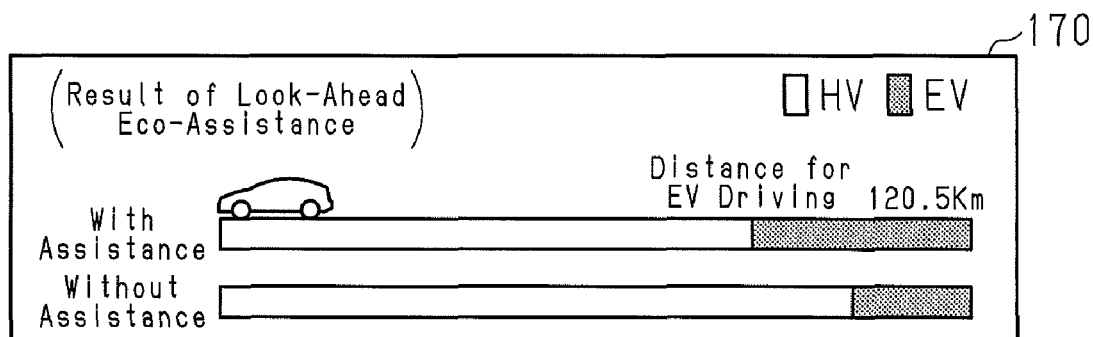 170
(Result of Look-Ahead
Eco-Assistance)
HV EV
Distance for
EV Driving 120.5Km
With
Assistance
Without
Assistance